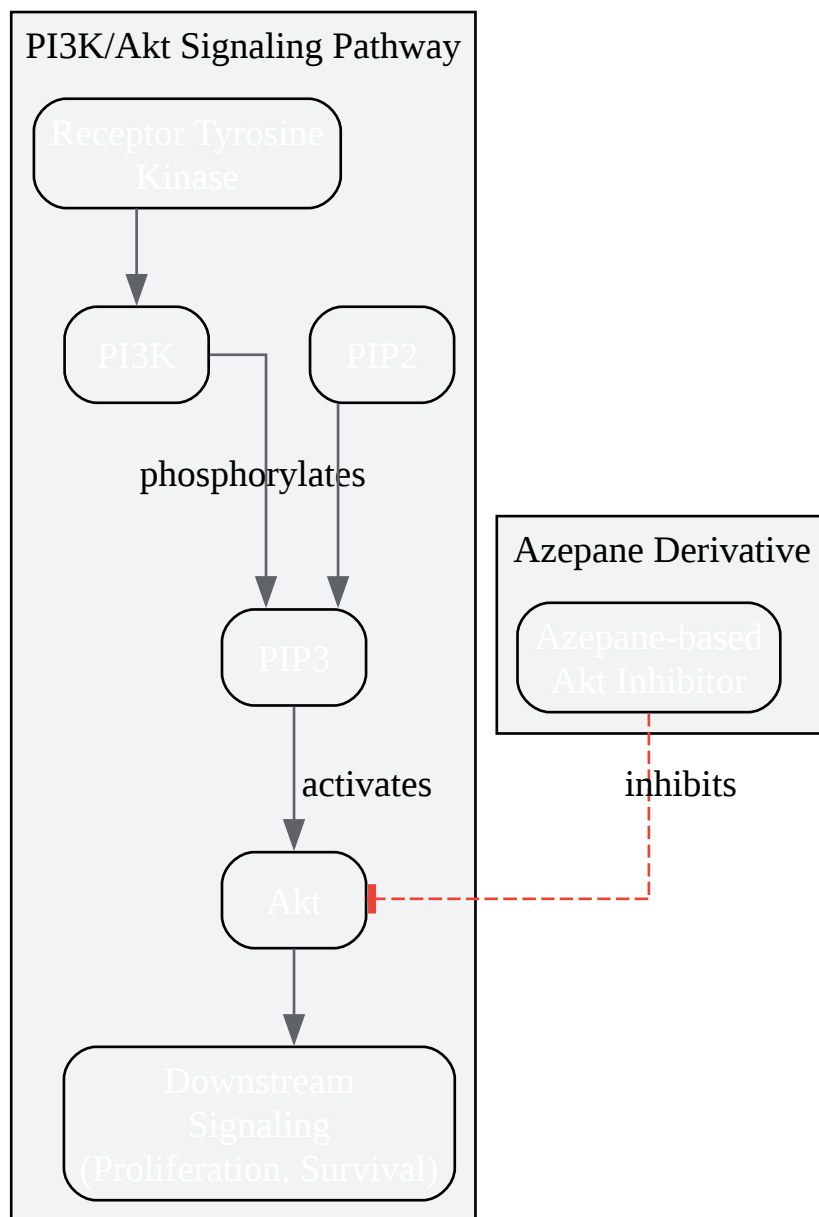 PI3K/Akt Signaling Pathway
Receptor Tyrosine
Kinase
PI3K
PIP2
phosphorylates
Azepane Derivative
Azepane-based
Akt Inhibitor
PIP3
activates
inhibits
Akt
Downstream
Signaling
(Proliferation, Survival)